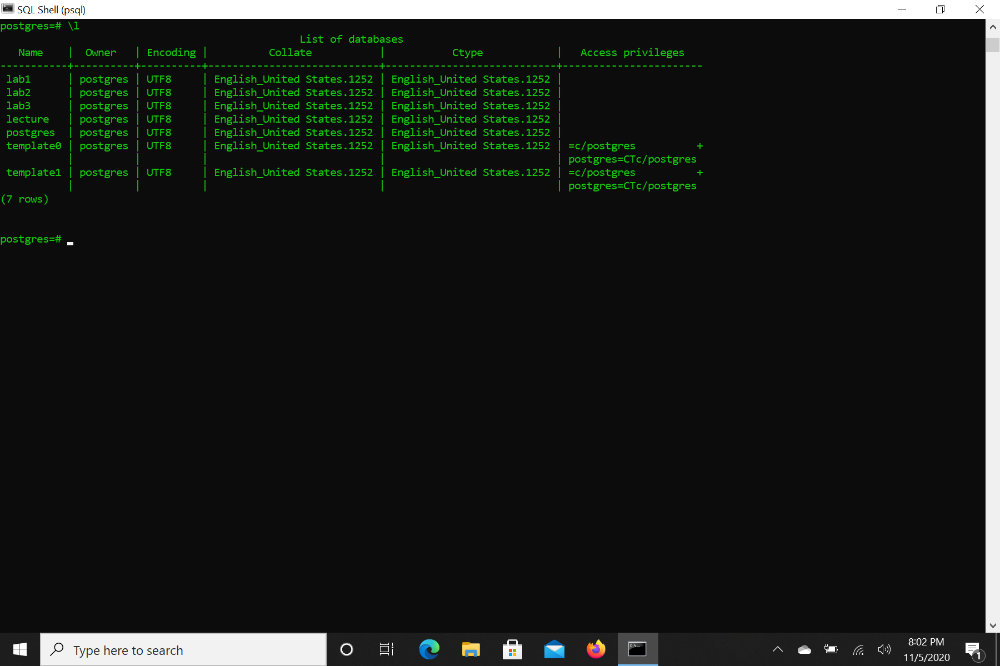 SQL Shell (psql)
postgres=# \l
                                                 List of databases
   Name    |  Owner   | Encoding |          Collate           |           Ctype            |   Access privileges
-----------+----------+----------+----------------------------+----------------------------+-----------------------
 lab1      | postgres | UTF8     | English_United States.1252 | English_United States.1252 |
 lab2      | postgres | UTF8     | English_United States.1252 | English_United States.1252 |
 lab3      | postgres | UTF8     | English_United States.1252 | English_United States.1252 |
 lecture   | postgres | UTF8     | English_United States.1252 | English_United States.1252 |
 postgres  | postgres | UTF8     | English_United States.1252 | English_United States.1252 |
 template0 | postgres | UTF8     | English_United States.1252 | English_United States.1252 | =c/postgres          +
           |          |          |                            |                            | postgres=CTc/postgres
 template1 | postgres | UTF8     | English_United States.1252 | English_United States.1252 | =c/postgres          +
           |          |          |                            |                            | postgres=CTc/postgres
(7 rows)
postgres=#
Type here to search
8:02 PM
11/5/2020
1